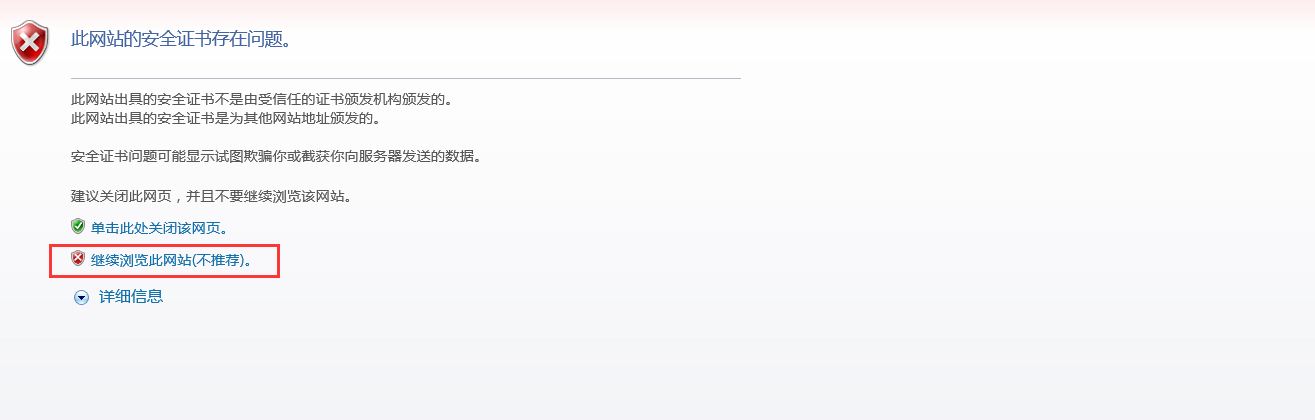 此网站的安全证书存在问题。
此网站出具的安全证书不是由受信任的证书颁发机构颁发的。
此网站出具的安全证书是为其他网站地址颁发的。
安全证书问题可能显示试图欺骗你或截获你向服务器发送的数据。
建议关闭此网页，并且不要继续浏览该网站。
单击此处关闭该网页。
继续浏览此网站(不推荐)。
详细信息